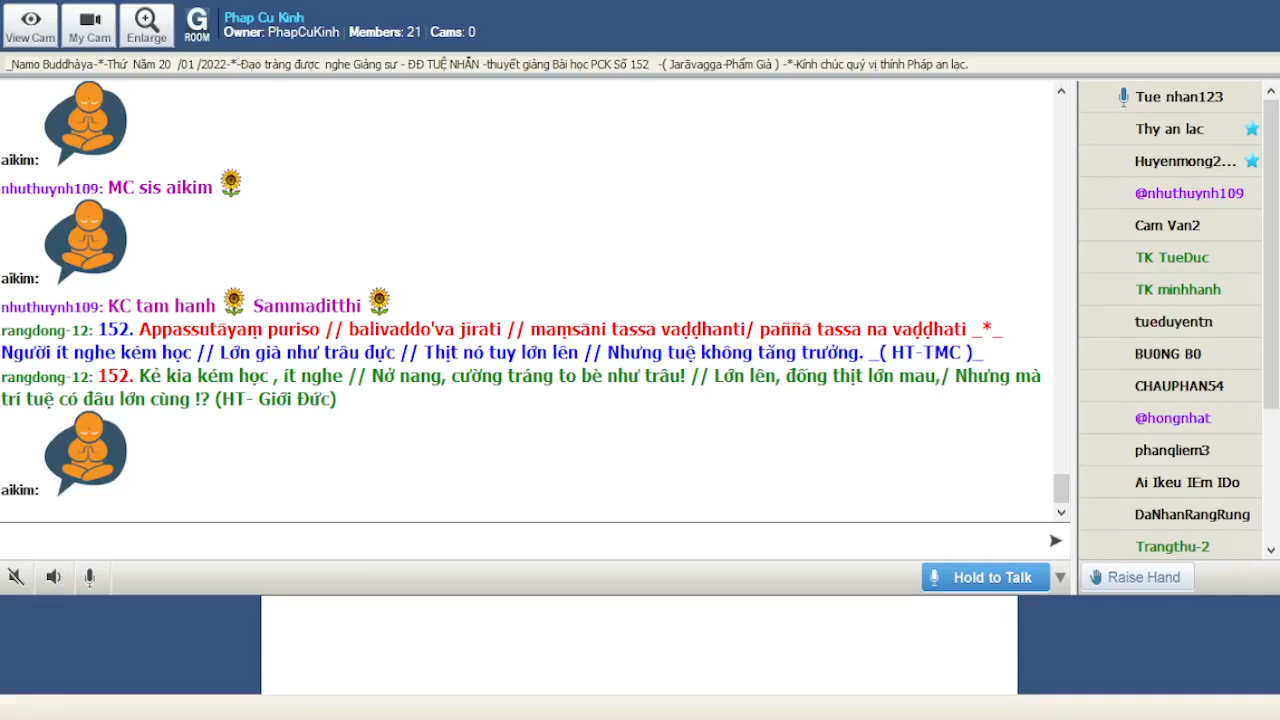 View Cam
My Cam
Enlarge
G
ROOM
Phap Cu Kinh
Owner: PhapCuKinh | Members: 21 | Cams: 0
_Namo Buddhàya-*-Thứ Năm 20 /01 /2022-*-Đạo tràng được nghe Giảng sư - ĐĐ TUỆ NHẪN -thuyết giảng Bài học PCK Số 152 -( Jarāvagga-Phẩm Già ) -*-Kính chúc quý vị thính Pháp an lạc.
aikim:
nhuthuynh109: MC sis aikim
aikim:
nhuthuynh109: KC tam hanh Sammaditthi
rangdong-12: 152. Appassutāyaṃ puriso // balivaddo'va jīrati // maṃsāni tassa vaḍḍhanti/ paññā tassa na vaḍḍhati _*_
Người ít nghe kém học // Lớn già như trâu đực // Thịt nó tuy lớn lên // Nhưng tuệ không tăng trưởng. _( HT-TMC )_
rangdong-12: 152. Kẻ kia kém học , ít nghe // Nở nang, cường tráng to bè như trâu! // Lớn lên, đống thịt lớn mau,/ Nhưng mà
trí tuệ có đâu lớn cùng !? (HT- Giới Đức)
aikim:
Hold to Talk
Tue nhan123
Thy an lac
Huyenmong2...
@nhuthuynh109
Cam Van2
TK TueDuc
TK minhhanh
tueduyentn
BU0NG B0
CHAUPHAN54
@hongnhat
phanqliem3
Ai Ikeu IEm IDo
DaNhanRangRung
Trangthu-2
Raise Hand